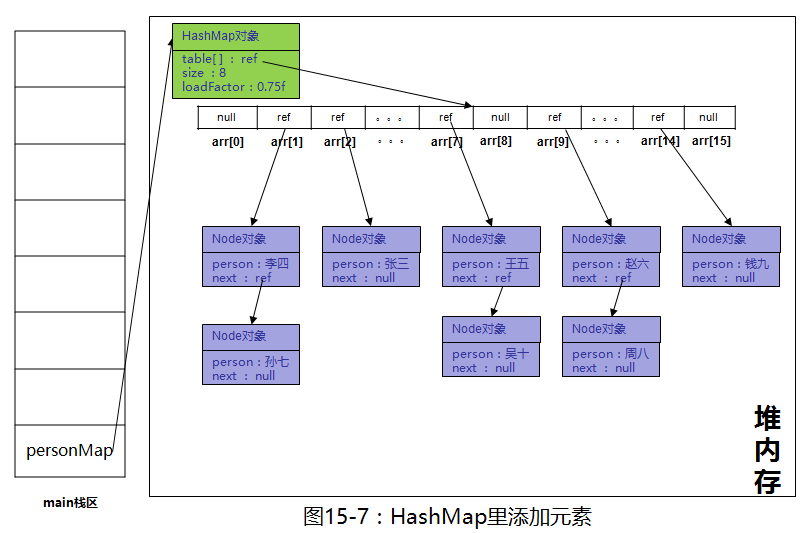 HashMap对象
table[ ] : ref
size : 8
loadFactor : 0.75f
null ref ref 。。。 ref null ref 。。。 ref null
arr[0] arr[1] arr[2] 。。。 arr[7] arr[8] arr[9] 。。。 arr[14] arr[15]
Node对象
person : 李四
next : ref
Node对象
person : 张三
next : null
Node对象
person : 王五
next : ref
Node对象
person : 赵六
next : ref
Node对象
person : 钱九
next : null
Node对象
person : 孙七
next : null
Node对象
person : 吴十
next : null
Node对象
person : 周八
next : null
堆
内
存
personMap
main栈区
图15-7：HashMap里添加元素